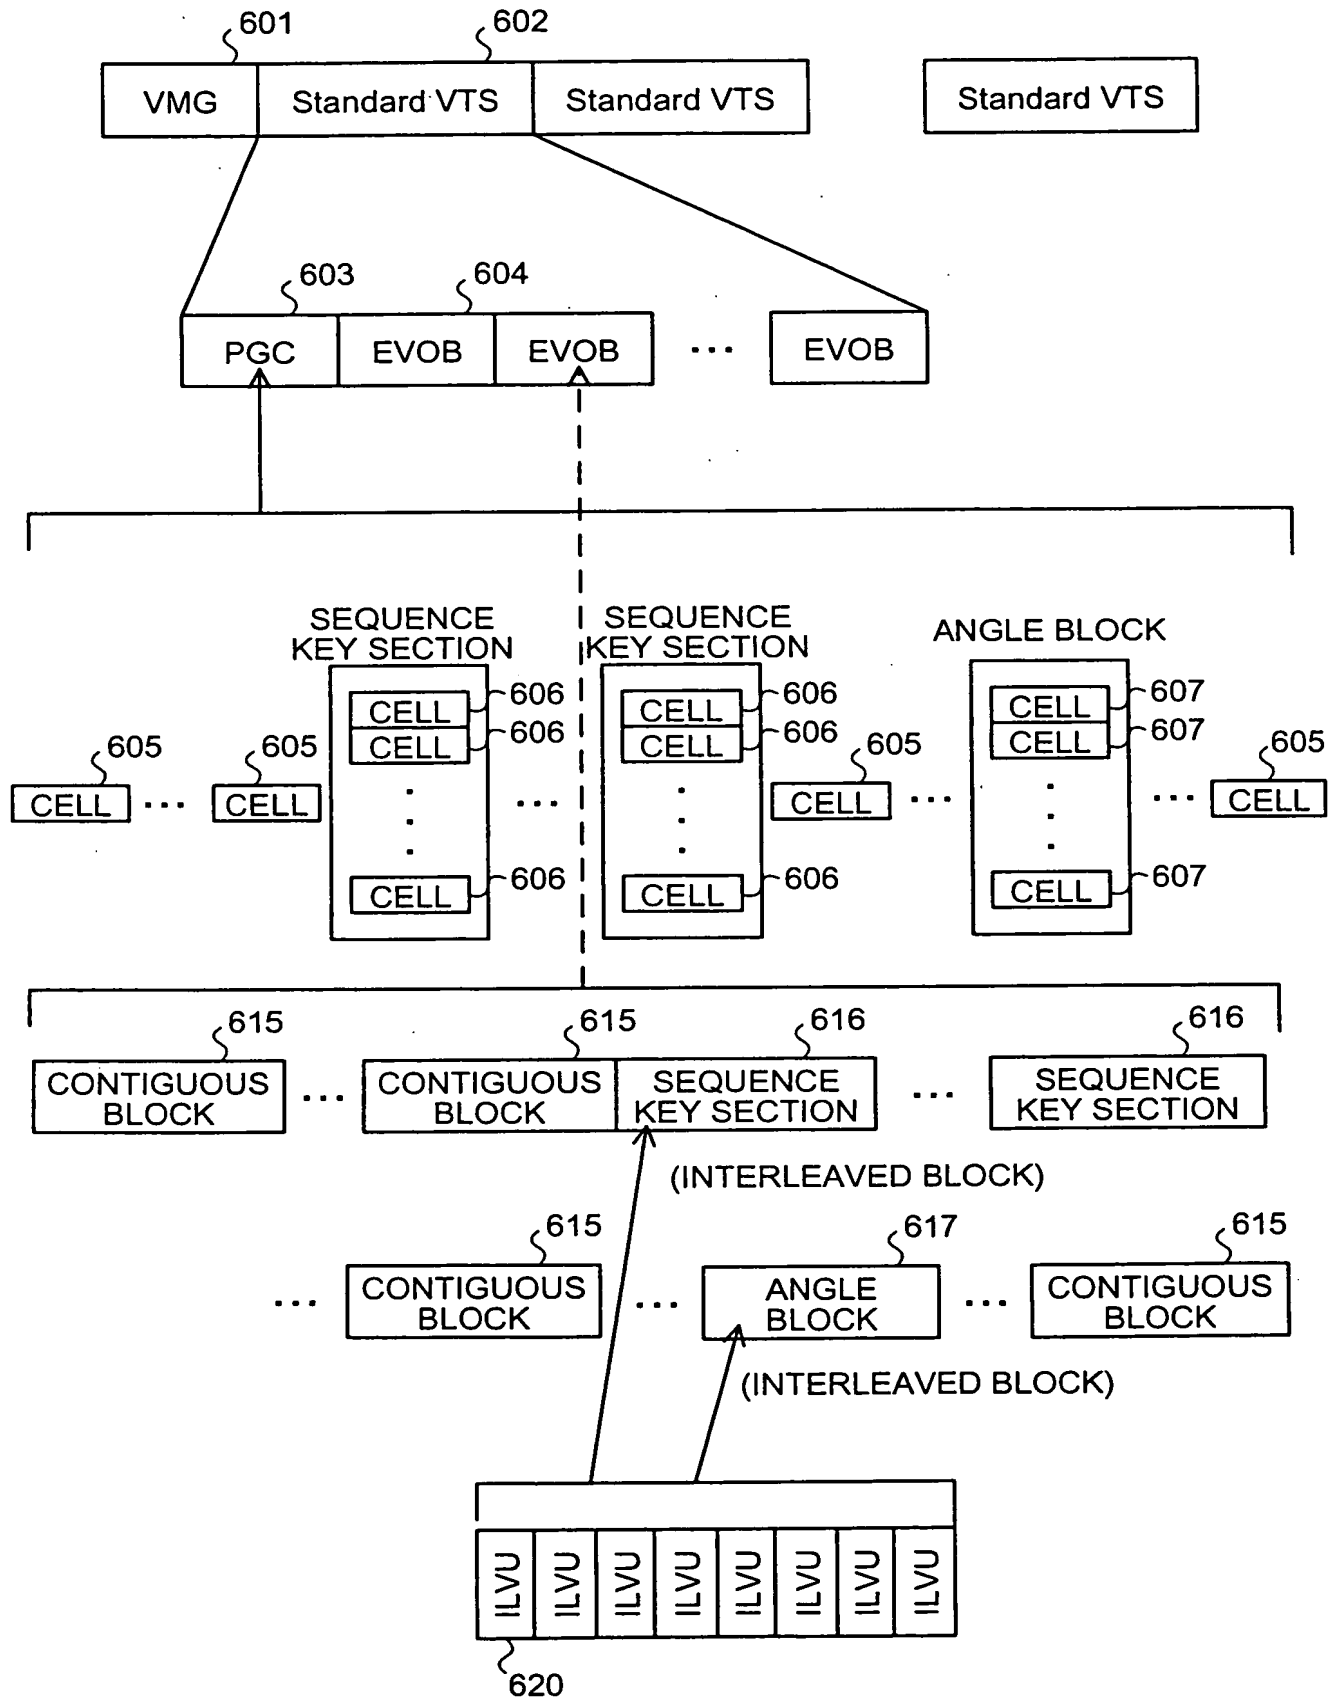 601
602
VMG
Standard VTS
Standard VTS
Standard VTS
603
604
PGC
EVOB
EVOB
...
EVOB
SEQUENCE
KEY SECTION
SEQUENCE
KEY SECTION
ANGLE BLOCK
CELL
606
CELL
606
CELL
606
CELL
606
CELL
607
CELL
607
605
605
605
605
CELL
...
CELL
...
CELL
...
...
CELL
CELL
606
CELL
606
CELL
607
615
615
616
616
CONTIGUOUS
BLOCK
...
CONTIGUOUS
BLOCK
SEQUENCE
KEY SECTION
...
SEQUENCE
KEY SECTION
(INTERLEAVED BLOCK)
615
617
615
...
CONTIGUOUS
BLOCK
...
ANGLE
BLOCK
...
CONTIGUOUS
BLOCK
(INTERLEAVED BLOCK)
ILVU
ILVU
ILVU
ILVU
ILVU
ILVU
ILVU
ILVU
620